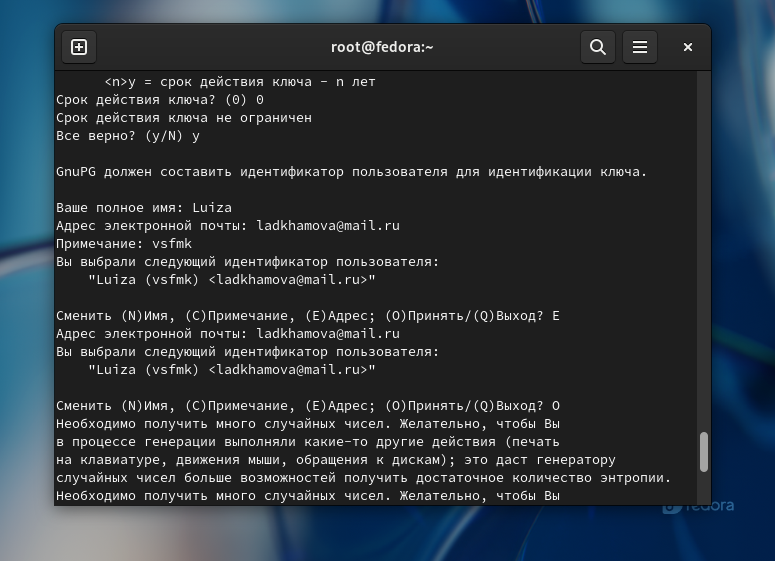 root@fedora:~
<n>y = срок действия ключа - n лет
Срок действия ключа? (0) 0
Срок действия ключа не ограничен
Все верно? (y/N) y
GnuPG должен составить идентификатор пользователя для идентификации ключа.
Ваше полное имя: Luiza
Адрес электронной почты: ladkhamova@mail.ru
Примечание: vsfmk
Вы выбрали следующий идентификатор пользователя:
"Luiza (vsfmk) <ladkhamova@mail.ru>"
Сменить (N)Имя, (C)Примечание, (E)Адрес; (O)Принять/(Q)Выход? E
Адрес электронной почты: ladkhamova@mail.ru
Вы выбрали следующий идентификатор пользователя:
"Luiza (vsfmk) <ladkhamova@mail.ru>"
Сменить (N)Имя, (C)Примечание, (E)Адрес; (O)Принять/(Q)Выход? O
Необходимо получить много случайных чисел. Желательно, чтобы Вы
в процессе генерации выполняли какие-то другие действия (печать
на клавиатуре, движения мыши, обращения к дискам); это даст генератору
случайных чисел больше возможностей получить достаточное количество энтропии.
Необходимо получить много случайных чисел. Желательно, чтобы Вы
fedora